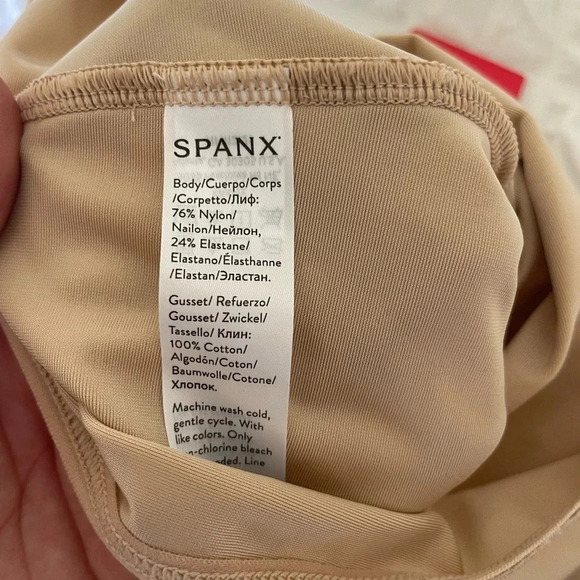 SPANX
Body/Cuerpo/Corps
/Corpetto/Лиф:
76% Nylon/
Nailon/Нейлон,
24% Elastane/
Elastano/Élasthanne
/Elastan/Эластан.
Gusset/ Refuerzo/
Gousset/ Zwickel/
Tassello/ Клин:
100% Cotton/
Algodón/Coton/
Baumwolle/Cotone/
Хлопок.
Machine wash cold,
gentle cycle. With
like colors. Only
bleach
Line